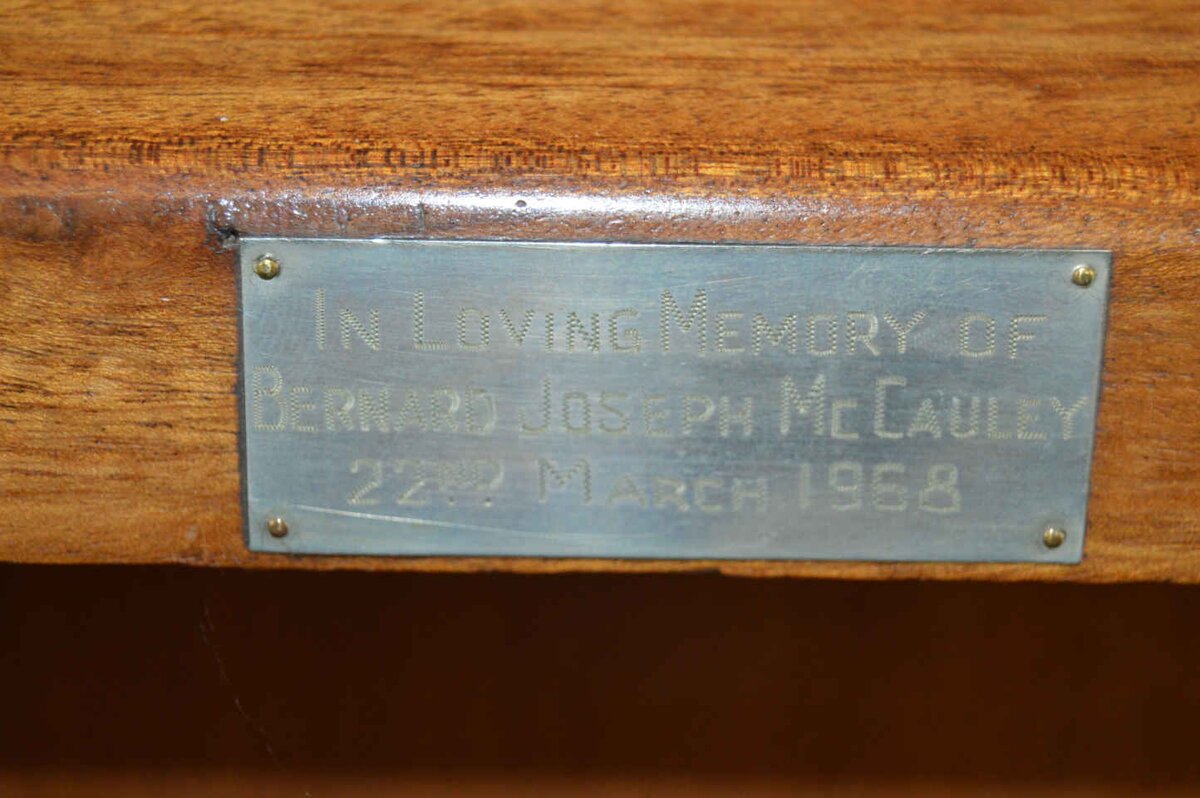 In Loving Memory of
Bernard Joseph McCauley
22ND March 1968